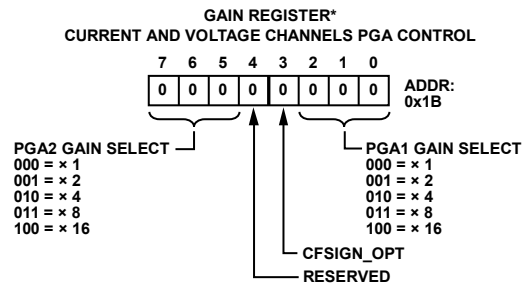 GAIN REGISTER*
CURRENT AND VOLTAGE CHANNELS PGA CONTROL
7 6 5 4 3 2 1 0
0 0 0 0 0 0 0 0
ADDR:
0x1B
PGA2 GAIN SELECT
000 = × 1
001 = × 2
010 = × 4
011 = × 8
100 = × 16
PGA1 GAIN SELECT
000 = × 1
001 = × 2
010 = × 4
011 = × 8
100 = × 16
CFSIGN_OPT
RESERVED